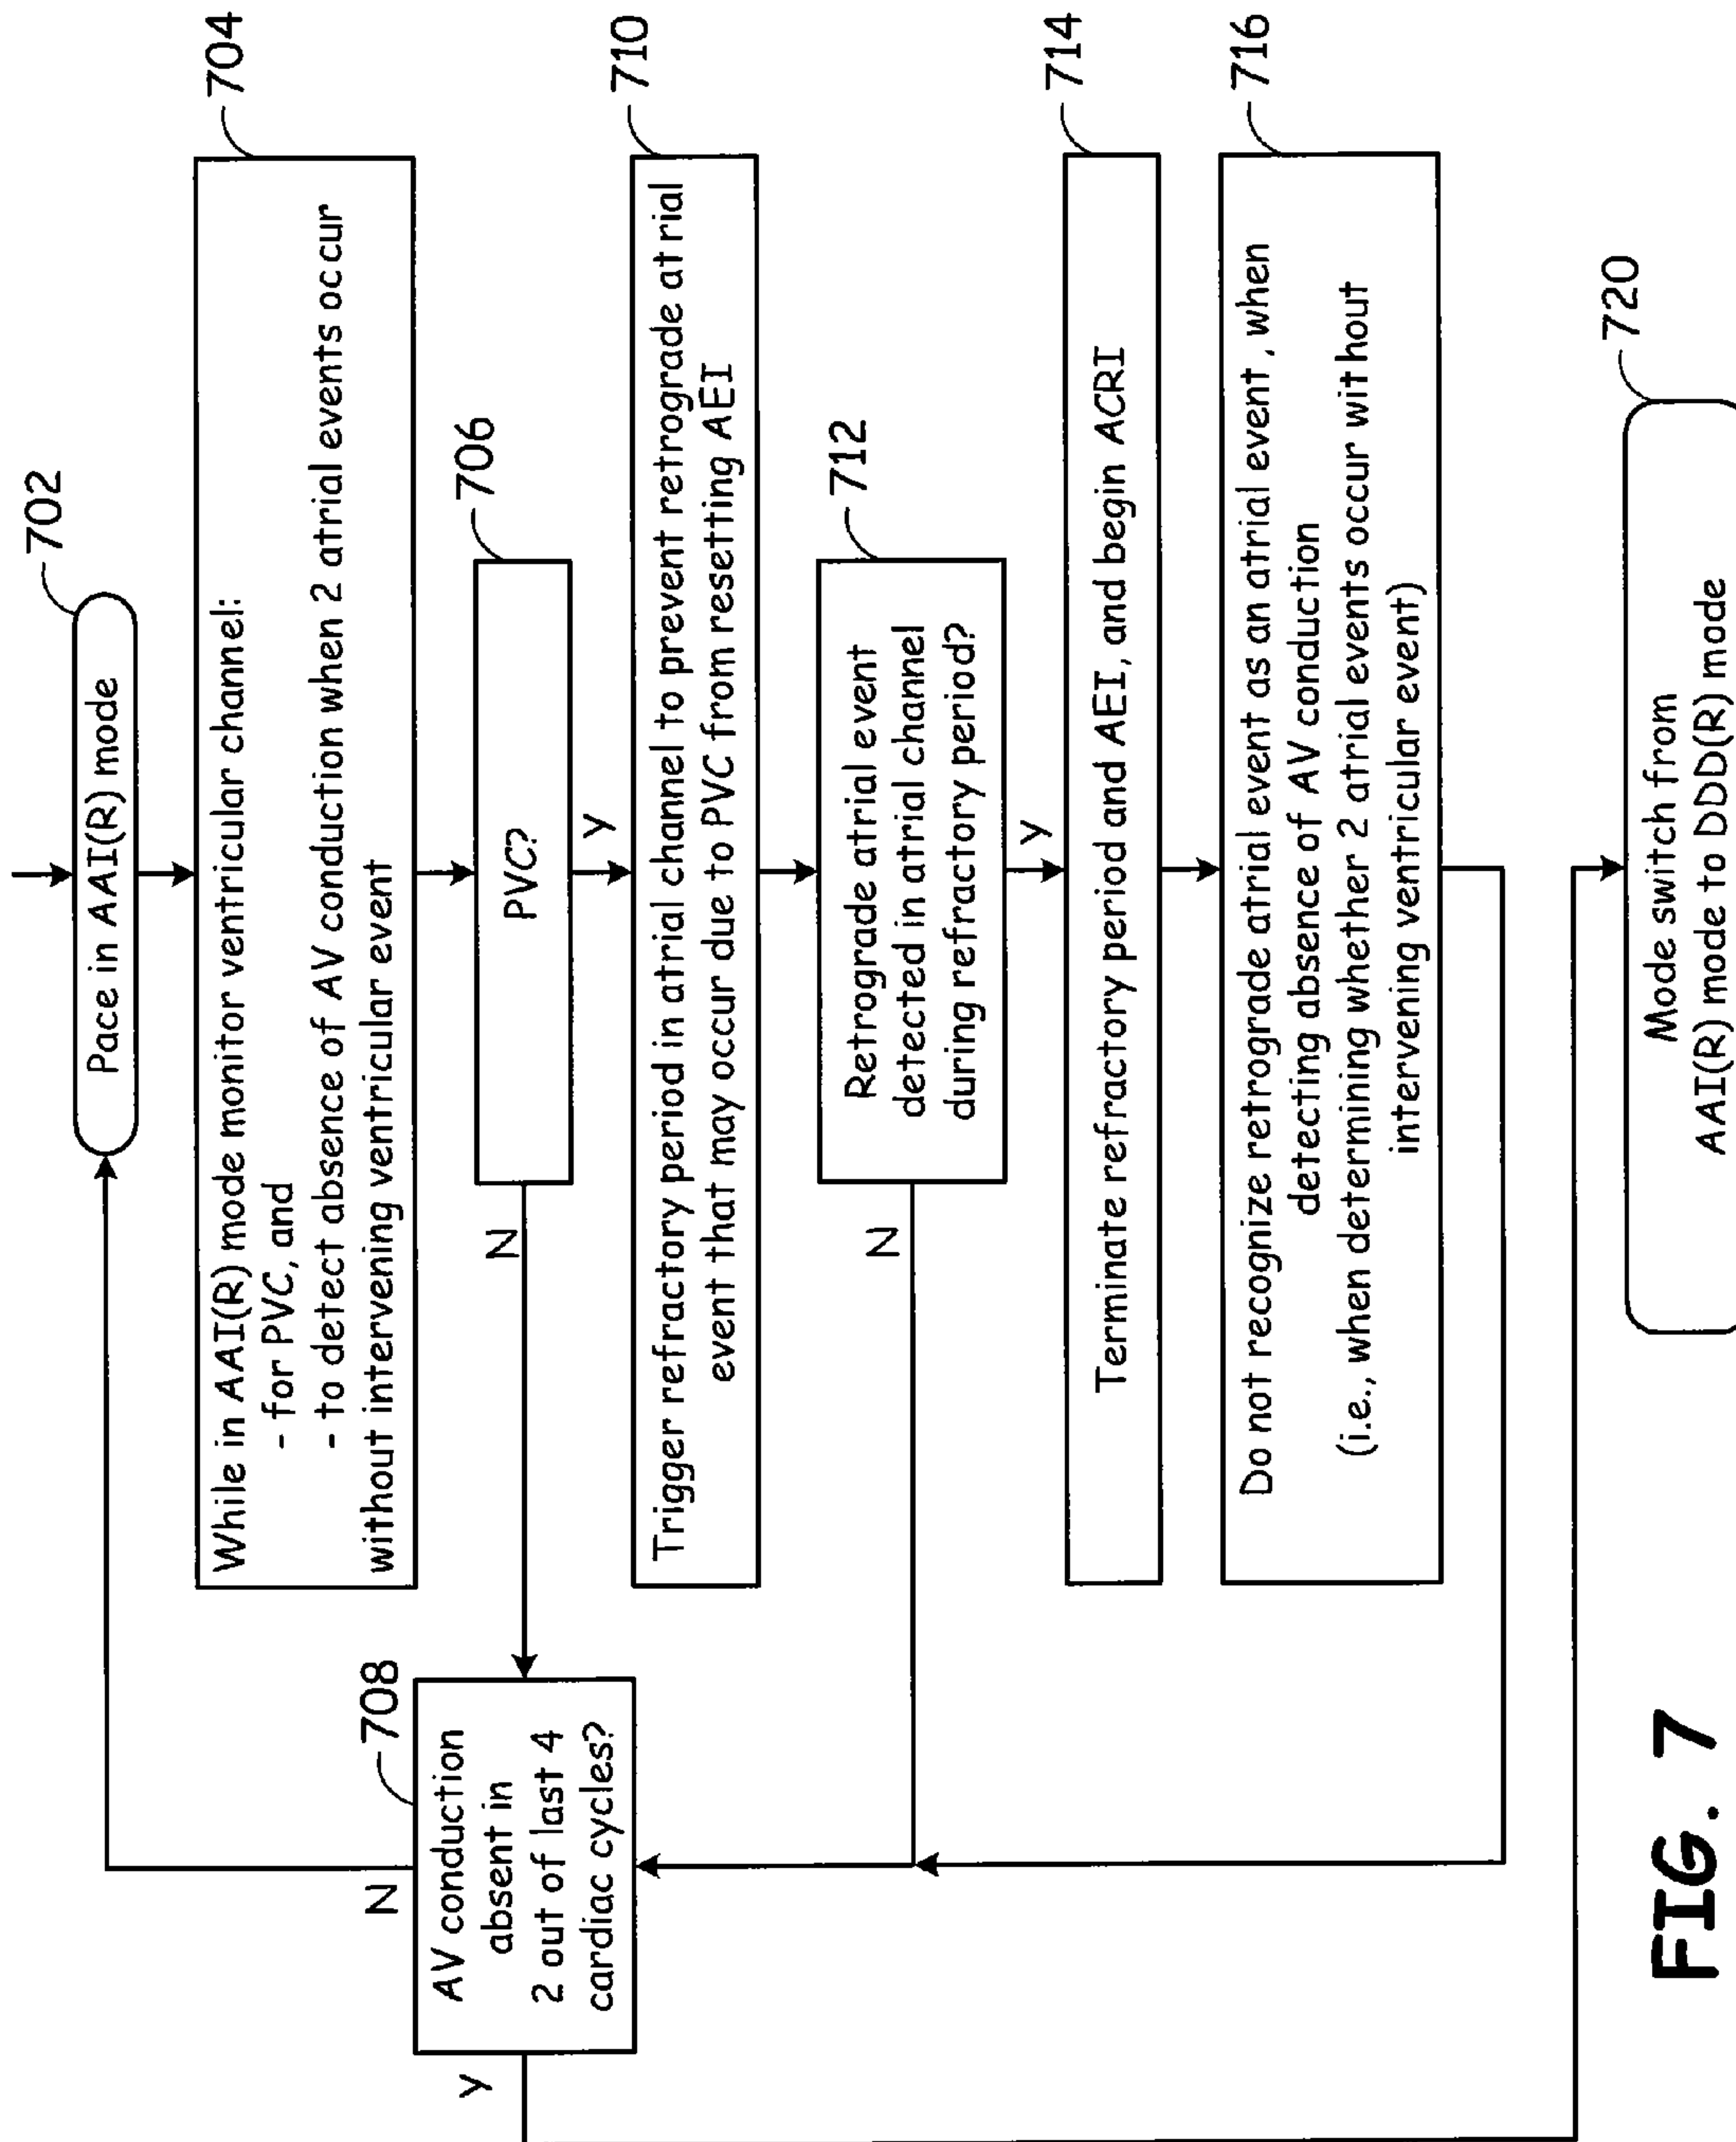 702
Pace in AAI(R) mode
704
While in AAI(R) mode monitor ventricular channel:
- for PVC, and
- to detect absence of AV conduction when 2 atrial events occur
without intervening ventricular event
706
PVC?
N
Y
708
AV conduction
absent in
2 out of last 4
cardiac cycles?
N
Y
710
Trigger refractory period in atrial channel to prevent retrograde atrial
event that may occur due to PVC from resetting AEI
712
Retrograde atrial event
detected in atrial channel
during refractory period?
N
Y
714
Terminate refractory period and AEI, and begin ACRI
716
Do not recognize retrograde atrial event as an atrial event, when
detecting absence of AV conduction
(i.e., when determining whether 2 atrial events occur without
intervening ventricular event)
720
Mode switch from
AAI(R) mode to DDD(R) mode
FIG. 7